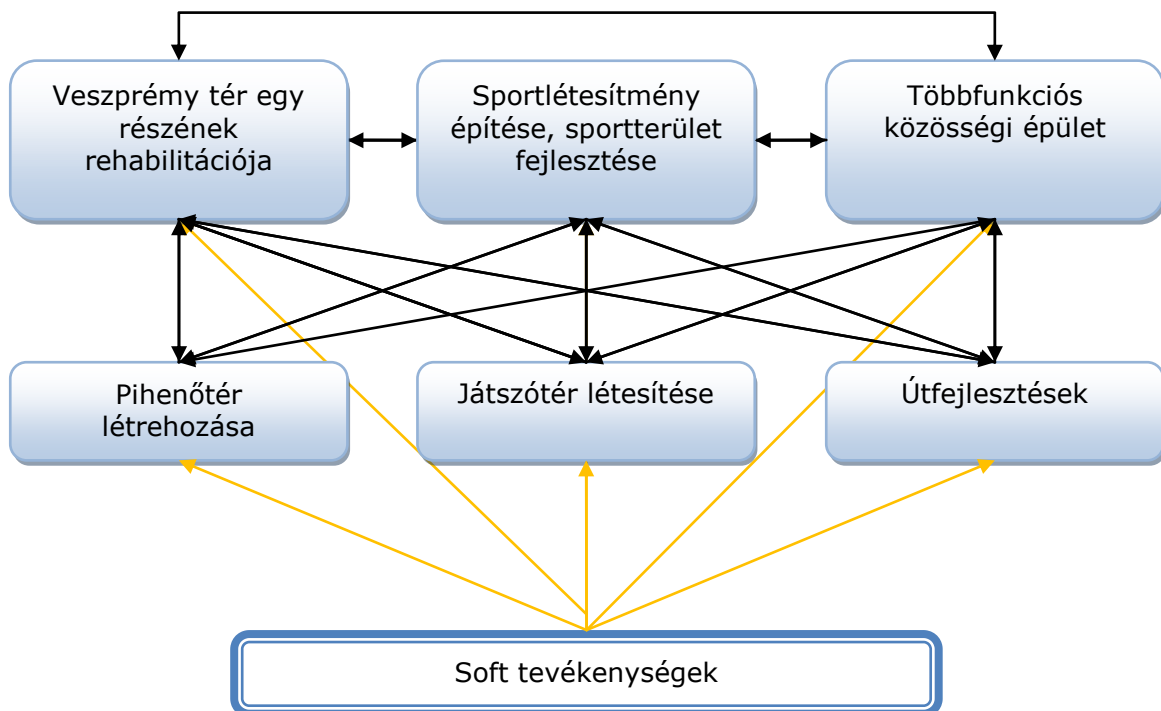 Veszprémy tér egy
részének
rehabilitációja
Sportlétesítmény
építése, sportterület
fejlesztése
Többfunkciós
közösségi épület
Pihenőtér
létrehozása
Játszótér létesítése
Útfejlesztések
Soft tevékenységek